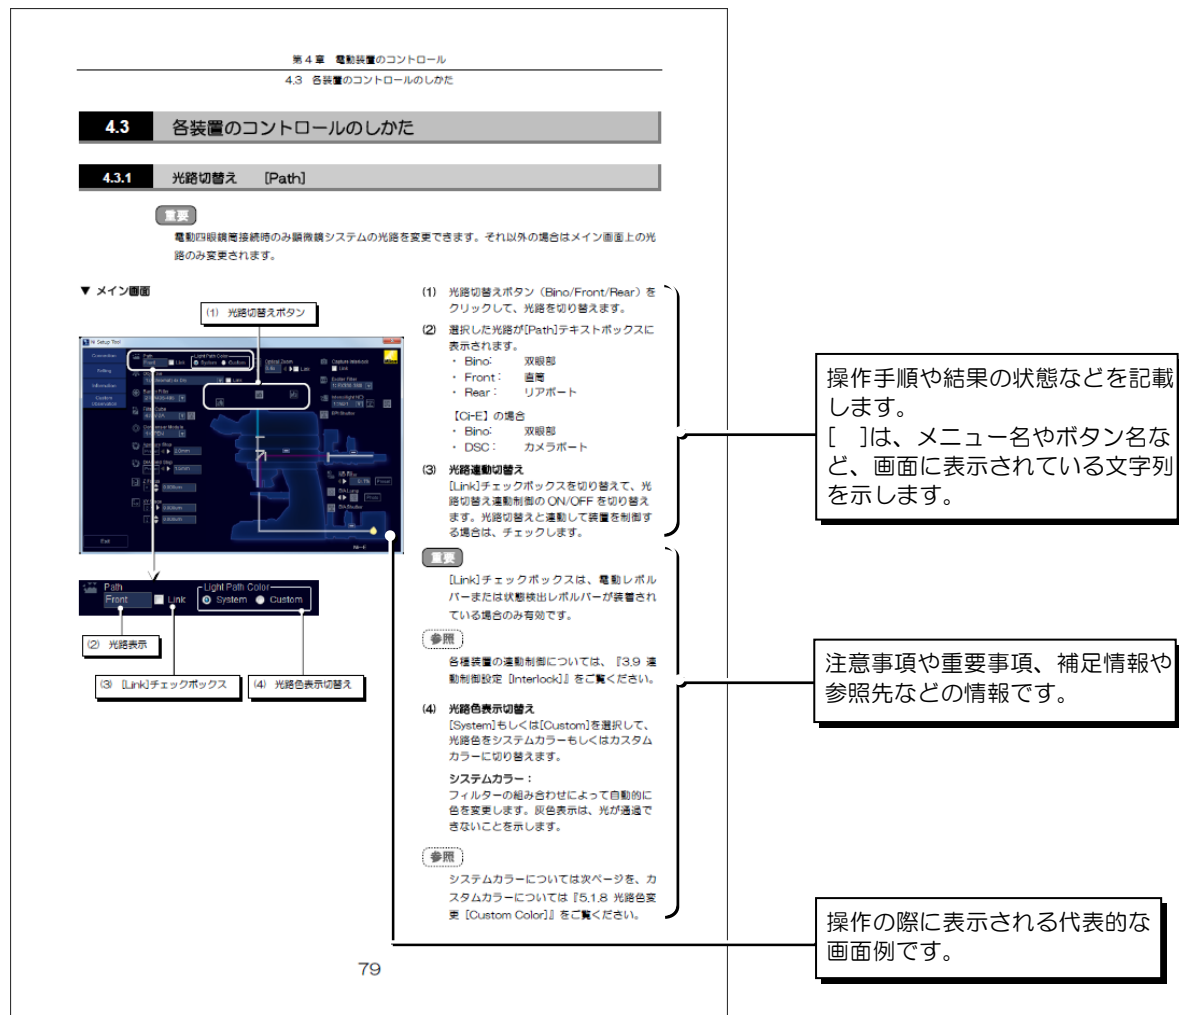 第4章 電動装置のコントロール
4.3 各装置のコントロールのしかた
4.3 各装置のコントロールのしかた
4.3.1 光路切替え [Path]
重要
電動四眼鏡筒接続時のみ顕微鏡システムの光路を変更できます。それ以外の場合はメイン画面上の光
路のみ変更されます。
▼ メイン画面
(1) 光路切替えボタン
Ni Setup Tool
Connection
Setting
Information
Custom
Information
Exit
Path
Front
Link
Light Path Color
System
Custom
Optical Zoom
Link
Capture Interlock
Link
Filter Cube
2.0mm
0.000um
0.000um
EPI Shutter
Path
Front
Link
Light Path Color
System
Custom
(2) 光路表示
(3) [Link]チェックボックス
(4) 光路色表示切替え
(1) 光路切替えボタン（Bino/Front/Rear）を
クリックして、光路を切り替えます。
(2) 選択した光路が[Path]テキストボックスに
表示されます。
・ Bino: 双眼部
・ Front: 直筒
・ Rear: リアポート
【Ci-E】の場合
・ Bino: 双眼部
・ DSC: カメラポート
(3) 光路連動切替え
[Link]チェックボックスを切り替えて、光
路切替え連動制御の ON/OFF を切り替え
ます。光路切替えと連動して装置を制御す
る場合は、チェックします。
重要
[Link]チェックボックスは、電動レボル
バーまたは状態検出レボルバーが装着され
ている場合のみ有効です。
参照
各種装置の連動制御については、『3.9 連
動制御設定 [Interlock]』をご覧ください。
(4) 光路色表示切替え
[System]もしくは[Custom]を選択して、
光路色をシステムカラーもしくはカスタム
カラーに切り替えます。
システムカラー：
フィルターの組み合わせによって自動的に
色を変更します。灰色表示は、光が通過で
きないことを示します。
参照
システムカラーについては次ページを、カ
スタムカラーについては『5.1.8 光路色変
更 [Custom Color]』をご覧ください。
79
操作手順や結果の状態などを記載
します。
[ ]は、メニュー名やボタン名な
ど、画面に表示されている文字列
を示します。
注意事項や重要事項、補足情報や
参照先などの情報です。
操作の際に表示される代表的な
画面例です。